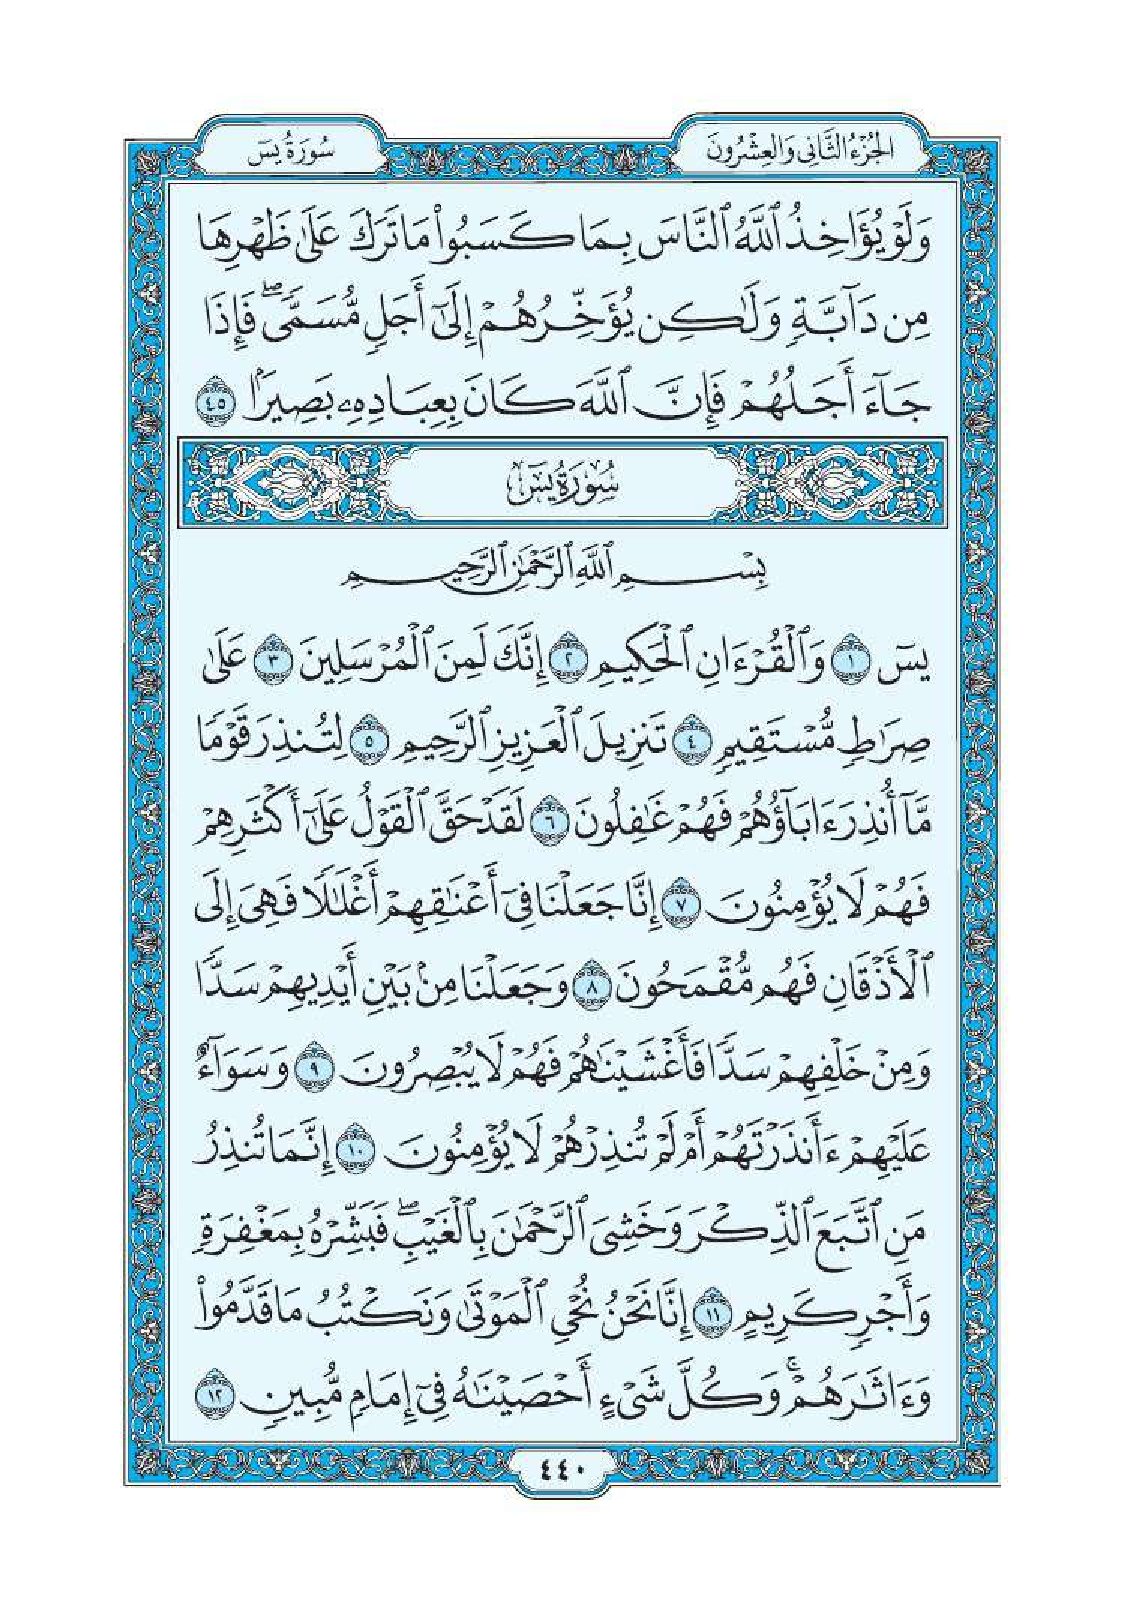 الجُزْءُ الثَّانِي وَالعِشْرُونَ
سُورَةُ يسٓ
وَلَوْ يُؤَاخِذُ ٱللَّهُ ٱلنَّاسَ بِمَا كَسَبُوا۟ مَا تَرَكَ عَلَىٰ ظَهْرِهَا
مِن دَآبَّةٍ وَلَـٰكِن يُؤَخِّرُهُمْ إِلَىٰٓ أَجَلٍ مُّسَمًّى ۖ فَإِذَا
جَآءَ أَجَلُهُمْ فَإِنَّ ٱللَّهَ كَانَ بِعِبَادِهِۦ بَصِيرًۢا ٤٥
سُورَةُ يسٓ
بِسْمِ ٱللَّهِ ٱلرَّحْمَـٰنِ ٱلرَّحِيمِ
يسٓ ١ وَٱلْقُرْءَانِ ٱلْحَكِيمِ ٢ إِنَّكَ لَمِنَ ٱلْمُرْسَلِينَ ٣ عَلَىٰ
صِرَٰطٍ مُّسْتَقِيمٍ ٤ تَنزِيلَ ٱلْعَزِيزِ ٱلرَّحِيمِ ٥ لِتُنذِرَ قَوْمًا
مَّآ أُنذِرَ ءَابَآؤُهُمْ فَهُمْ غَـٰفِلُونَ ٦ لَقَدْ حَقَّ ٱلْقَوْلُ عَلَىٰٓ أَكْثَرِهِمْ
فَهُمْ لَا يُؤْمِنُونَ ٧ إِنَّا جَعَلْنَا فِىٓ أَعْنَـٰقِهِمْ أَغْلَـٰلًا فَهِىَ إِلَى
ٱلْأَذْقَانِ فَهُم مُّقْمَحُونَ ٨ وَجَعَلْنَا مِنۢ بَيْنِ أَيْدِيهِمْ سَدًّا
وَمِنْ خَلْفِهِمْ سَدًّا فَأَغْشَيْنَـٰهُمْ فَهُمْ لَا يُبْصِرُونَ ٩ وَسَوَآءٌ
عَلَيْهِمْ ءَأَنذَرْتَهُمْ أَمْ لَمْ تُنذِرْهُمْ لَا يُؤْمِنُونَ ١٠ إِنَّمَا تُنذِرُ
مَنِ ٱتَّبَعَ ٱلذِّكْرَ وَخَشِىَ ٱلرَّحْمَـٰنَ بِٱلْغَيْبِ ۖ فَبَشِّرْهُ بِمَغْفِرَةٍ
وَأَجْرٍ كَرِيمٍ ١١ إِنَّا نَحْنُ نُحْىِ ٱلْمَوْتَىٰ وَنَكْتُبُ مَا قَدَّمُوا۟
وَءَاثَـٰرَهُمْ ۚ وَكُلَّ شَىْءٍ أَحْصَيْنَـٰهُ فِىٓ إِمَامٍ مُّبِينٍ ١٢
٤٤٠